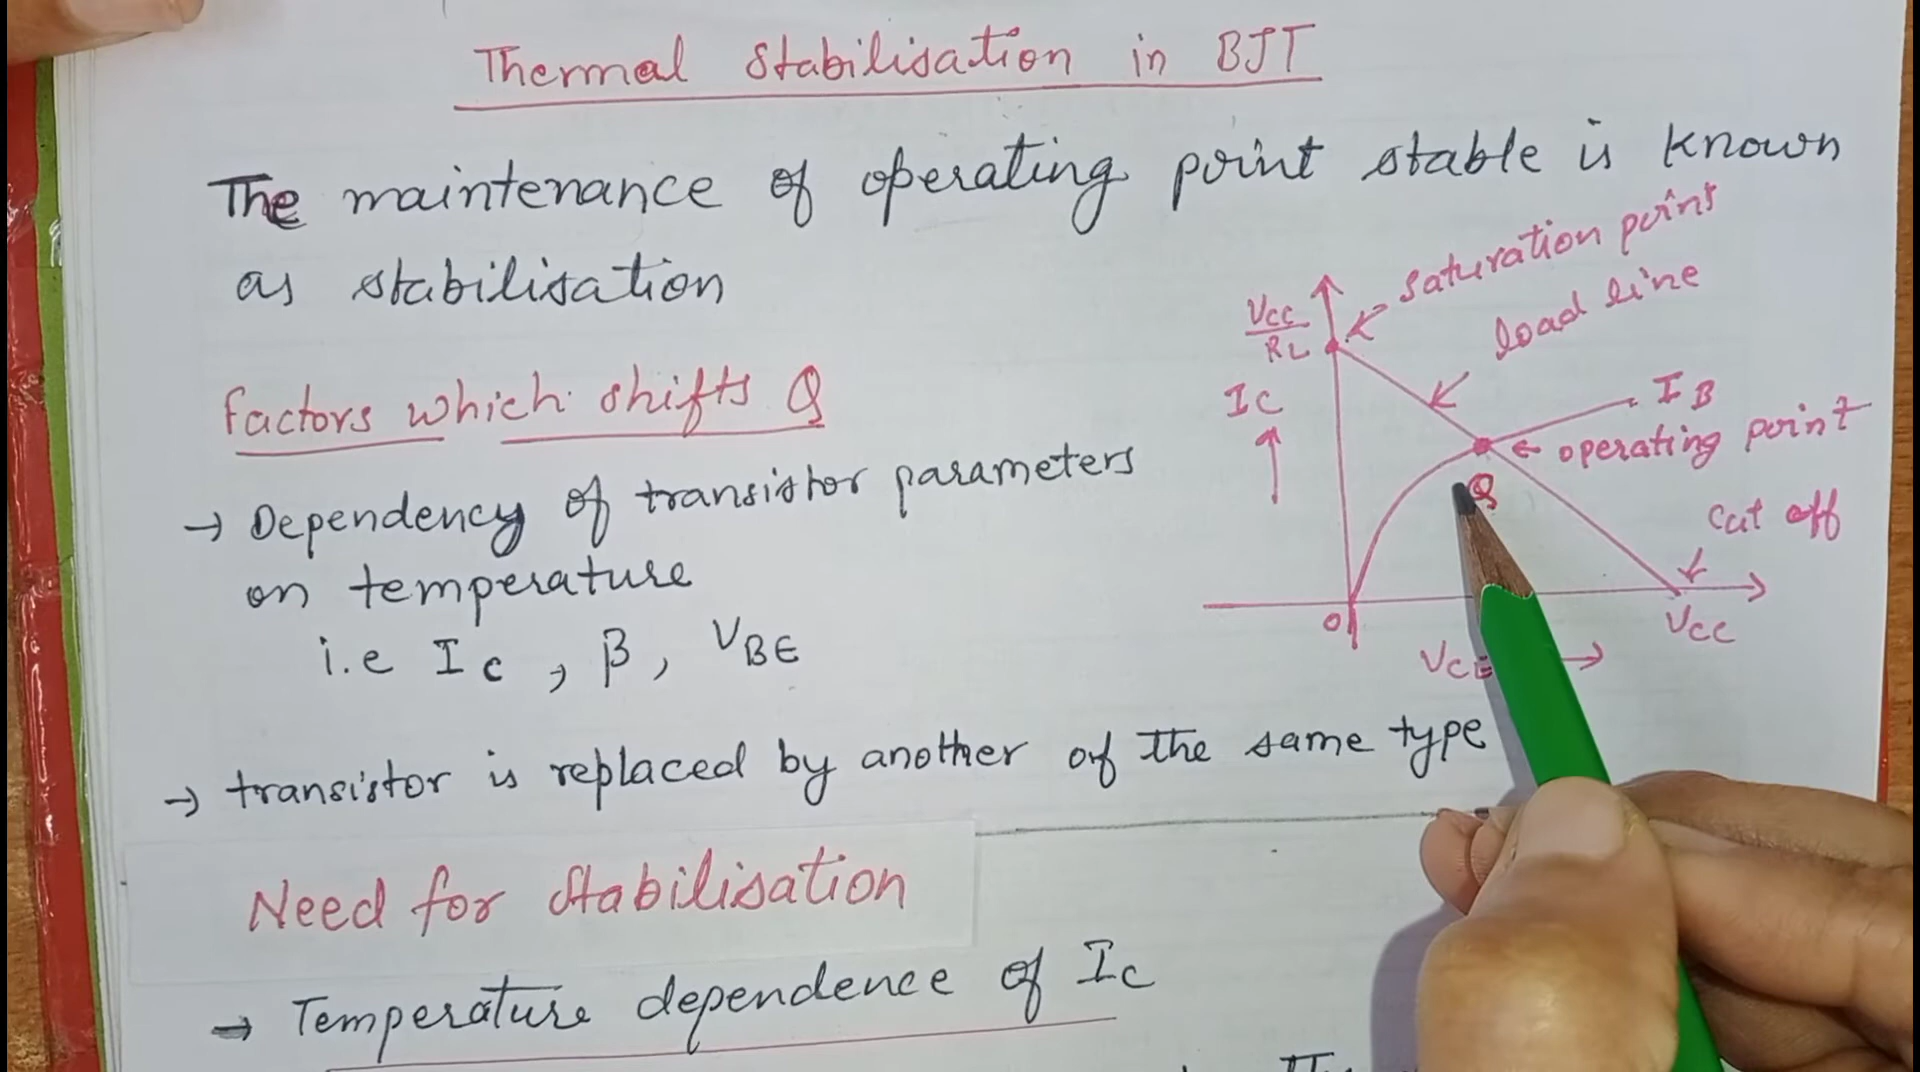 Thermal Stabilisation in BJT
The maintenance of operating point stable is known
as stabilisation
factors which shifts Q
→ Dependency of transistor parameters
on temperature
i.e Ic , β, VBE
→ transistor is replaced by another of the same type
Need for Stabilisation
→ Temperature dependence of Ic
saturation point
load line
Vcc
RL
Ic
IB
← operating point
Q
cut off
0
Vcc
VCE →